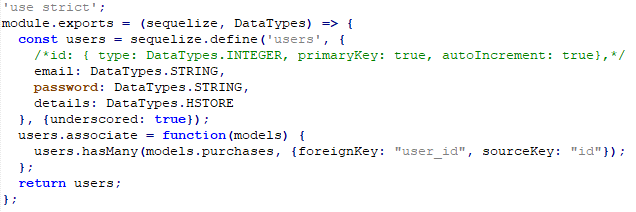 'use strict';
module.exports = (sequelize, DataTypes) => {
  const users = sequelize.define('users', {
    /*id: { type: DataTypes.INTEGER, primaryKey: true, autoIncrement: true},*/
    email: DataTypes.STRING,
    password: DataTypes.STRING,
    details: DataTypes.HSTORE
  }, {underscored: true});
  users.associate = function(models) {
    users.hasMany(models.purchases, {foreignKey: "user_id", sourceKey: "id"});
  };
  return users;
};